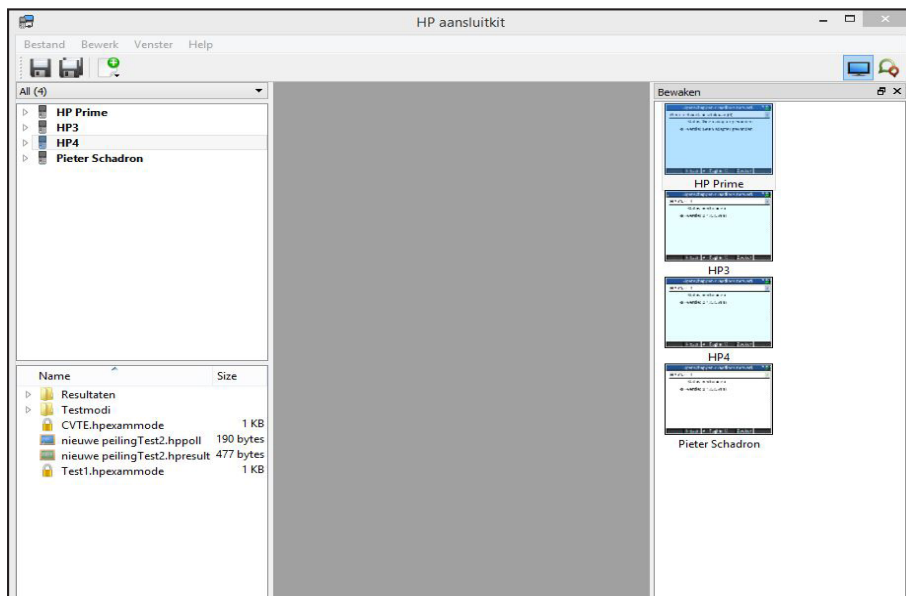 HP aansluitkit
Bestand Bewerk Venster Help
All (4)
HP Prime
HP3
HP4
Pieter Schadron
Name Size
Resultaten
Testmodi
CVTE.hpexammode 1 KB
nieuwe peilingTest2.hppoll 190 bytes
nieuwe peilingTest2.hpresult 477 bytes
Test1.hpexammode 1 KB
Bewaken
HP Prime
HP3
HP4
Pieter Schadron